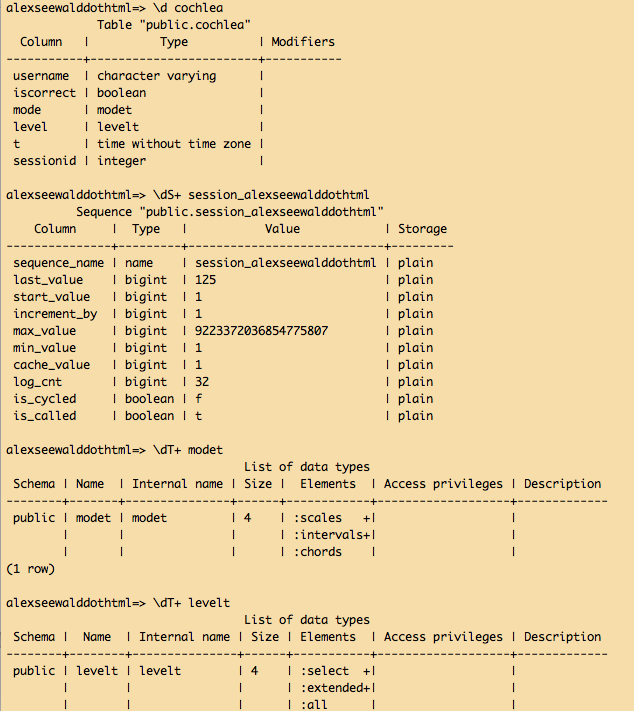 alexseewalddothtml=> \d cochlea
            Table "public.cochlea"
  Column   |          Type          | Modifiers
-----------+------------------------+-----------
 username  | character varying      |
 iscorrect | boolean                |
 mode      | modet                  |
 level     | levelt                 |
 t         | time without time zone |
 sessionid | integer                |
alexseewalddothtml=> \dS+ session_alexseewalddothtml
         Sequence "public.session_alexseewalddothtml"
    Column     |  Type   |           Value            | Storage
---------------+---------+----------------------------+---------
 sequence_name | name    | session_alexseewalddothtml | plain
 last_value    | bigint  | 125                        | plain
 start_value   | bigint  | 1                          | plain
 increment_by  | bigint  | 1                          | plain
 max_value     | bigint  | 9223372036854775807        | plain
 min_value     | bigint  | 1                          | plain
 cache_value   | bigint  | 1                          | plain
 log_cnt       | bigint  | 32                         | plain
 is_cycled     | boolean | f                          | plain
 is_called     | boolean | t                          | plain
alexseewalddothtml=> \dT+ modet
                                  List of data types
 Schema | Name  | Internal name | Size |  Elements  | Access privileges | Description
--------+-------+---------------+------+------------+-------------------+-------------
 public | modet | modet         | 4    | :scales   +|                   |
        |       |               |      | :intervals+|                   |
        |       |               |      | :chords    |                   |
(1 row)
alexseewalddothtml=> \dT+ levelt
                                  List of data types
 Schema |  Name  | Internal name | Size | Elements  | Access privileges | Description
--------+--------+---------------+------+-----------+-------------------+-------------
 public | levelt | levelt        | 4    | :select  +|                   |
        |        |               |      | :extended+|                   |
        |        |               |      | :all      |                   |